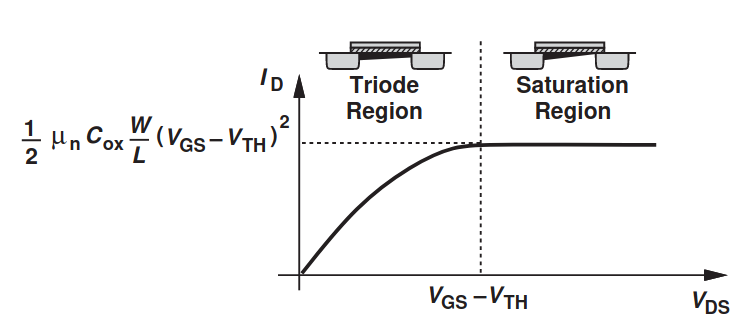 Triode
Region
Saturation
Region
I_D
1/2 μ_n C_ox W/L (V_GS – V_TH)^2
V_GS – V_TH
V_DS